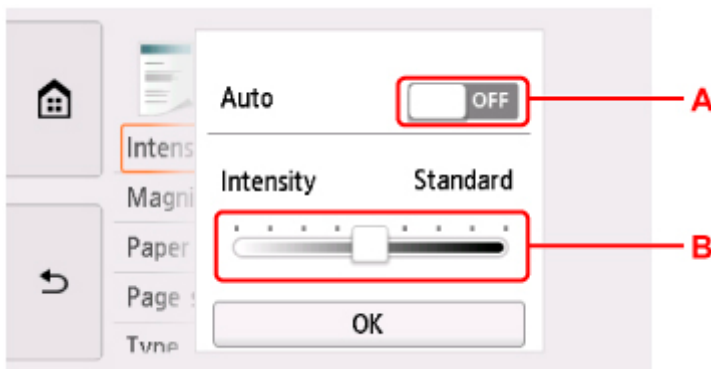 Auto OFF A
Intens
Intensity Standard
Magni
B
Paper
Page
OK
Type